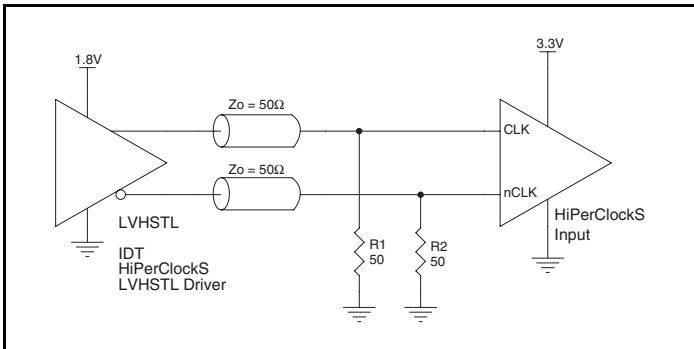 1.8V
3.3V
Zo = 50Ω
CLK
Zo = 50Ω
nCLK
LVHSTL
IDT
HiPerClockS
LVHSTL Driver
R1
50
R2
50
HiPerClockS
Input